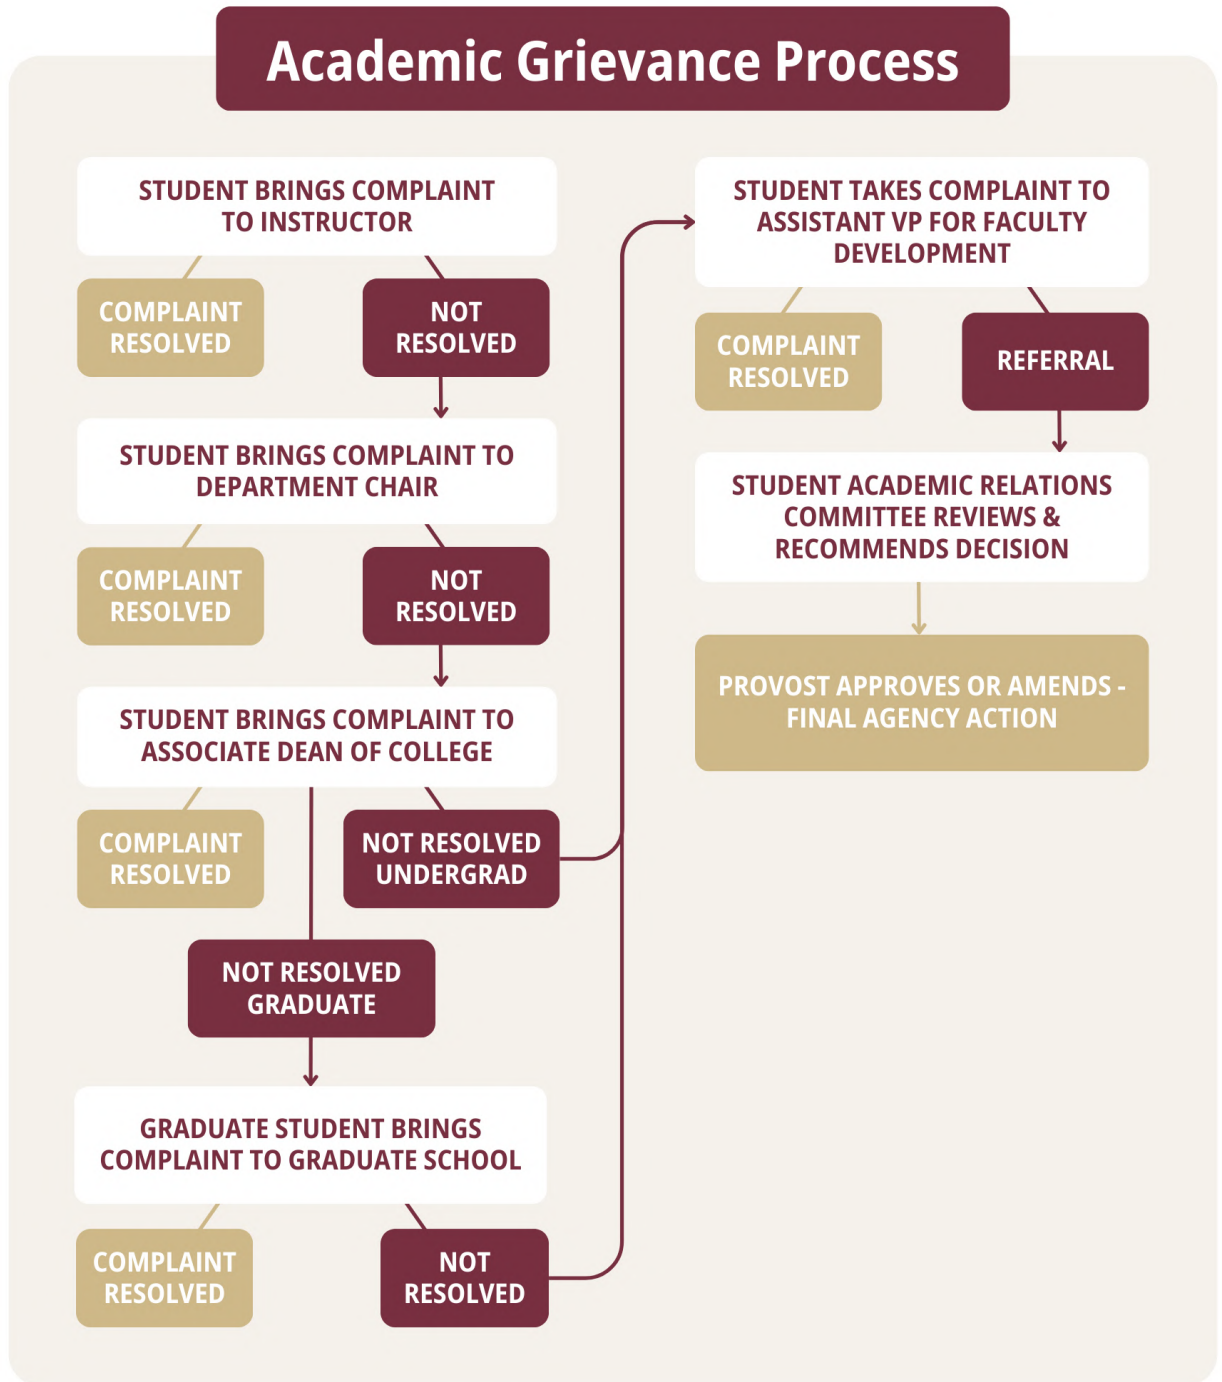 Academic Grievance Process
STUDENT BRINGS COMPLAINT
TO INSTRUCTOR
COMPLAINT
RESOLVED
NOT
RESOLVED
STUDENT BRINGS COMPLAINT TO
DEPARTMENT CHAIR
COMPLAINT
RESOLVED
NOT
RESOLVED
STUDENT BRINGS COMPLAINT TO
ASSOCIATE DEAN OF COLLEGE
COMPLAINT
RESOLVED
NOT RESOLVED
UNDERGRAD
NOT RESOLVED
GRADUATE
GRADUATE STUDENT BRINGS
COMPLAINT TO GRADUATE SCHOOL
COMPLAINT
RESOLVED
NOT
RESOLVED
STUDENT TAKES COMPLAINT TO
ASSISTANT VP FOR FACULTY
DEVELOPMENT
COMPLAINT
RESOLVED
REFERRAL
STUDENT ACADEMIC RELATIONS
COMMITTEE REVIEWS &
RECOMMENDS DECISION
PROVOST APPROVES OR AMENDS -
FINAL AGENCY ACTION